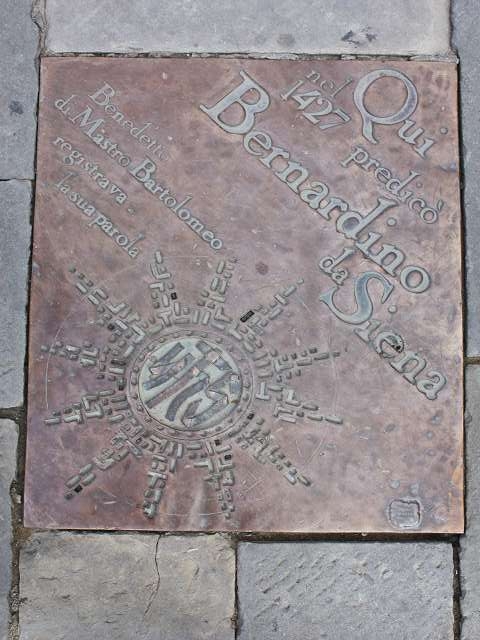 Qui
nel
1427 predicò
Bernardino
da
Siena
Benedetto
di Mastro Bartolomeo
registrava
la sua parola